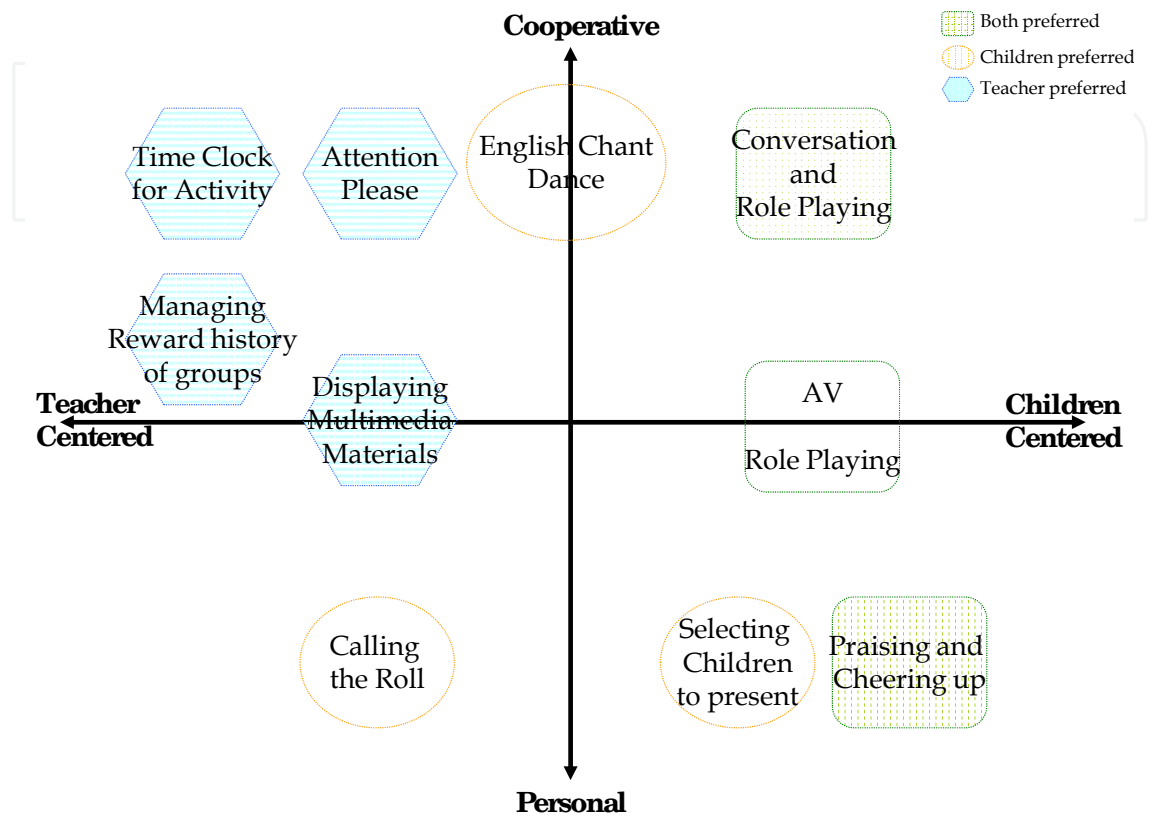 Cooperative
Both preferred
Children preferred
Teacher preferred
Time Clock
for Activity
Attention
Please
English Chant
Dance
Conversation
and
Role Playing
Managing
Reward history
of groups
Displaying
Multimedia
Materials
AV
Role Playing
Teacher
Centered
Children
Centered
Calling
the Roll
Selecting
Children
to present
Praising and
Cheering up
Personal